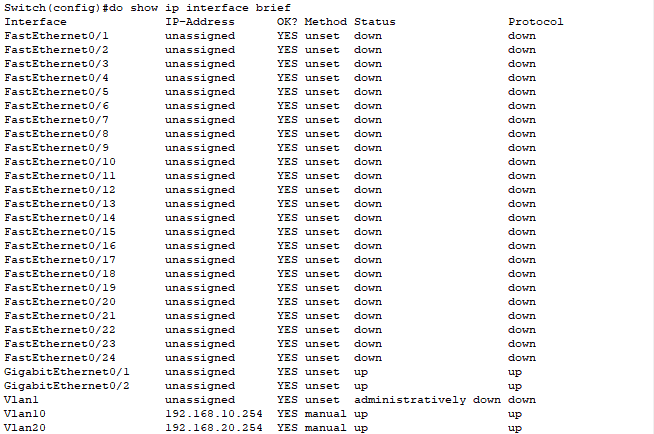 Switch(config)#do show ip interface brief
Interface IP-Address OK? Method Status Protocol
FastEthernet0/1 unassigned YES unset down down
FastEthernet0/2 unassigned YES unset down down
FastEthernet0/3 unassigned YES unset down down
FastEthernet0/4 unassigned YES unset down down
FastEthernet0/5 unassigned YES unset down down
FastEthernet0/6 unassigned YES unset down down
FastEthernet0/7 unassigned YES unset down down
FastEthernet0/8 unassigned YES unset down down
FastEthernet0/9 unassigned YES unset down down
FastEthernet0/10 unassigned YES unset down down
FastEthernet0/11 unassigned YES unset down down
FastEthernet0/12 unassigned YES unset down down
FastEthernet0/13 unassigned YES unset down down
FastEthernet0/14 unassigned YES unset down down
FastEthernet0/15 unassigned YES unset down down
FastEthernet0/16 unassigned YES unset down down
FastEthernet0/17 unassigned YES unset down down
FastEthernet0/18 unassigned YES unset down down
FastEthernet0/19 unassigned YES unset down down
FastEthernet0/20 unassigned YES unset down down
FastEthernet0/21 unassigned YES unset down down
FastEthernet0/22 unassigned YES unset down down
FastEthernet0/23 unassigned YES unset down down
FastEthernet0/24 unassigned YES unset down down
GigabitEthernet0/1 unassigned YES unset up up
GigabitEthernet0/2 unassigned YES unset up up
Vlan1 unassigned YES unset administratively down down
Vlan10 192.168.10.254 YES manual up up
Vlan20 192.168.20.254 YES manual up up